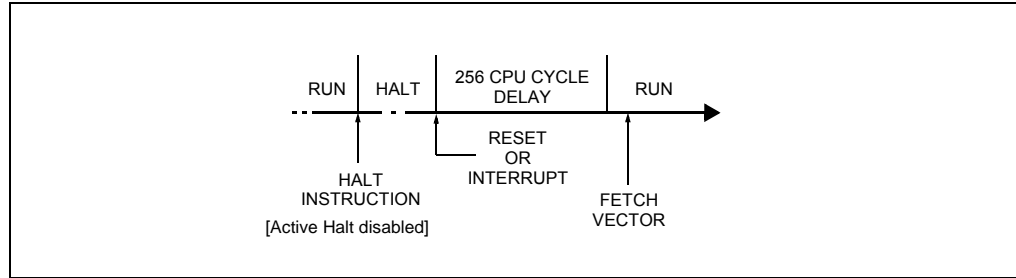 RUN
HALT
256 CPU CYCLE
DELAY
RUN
HALT
INSTRUCTION
[Active Halt disabled]
RESET
OR
INTERRUPT
FETCH
VECTOR